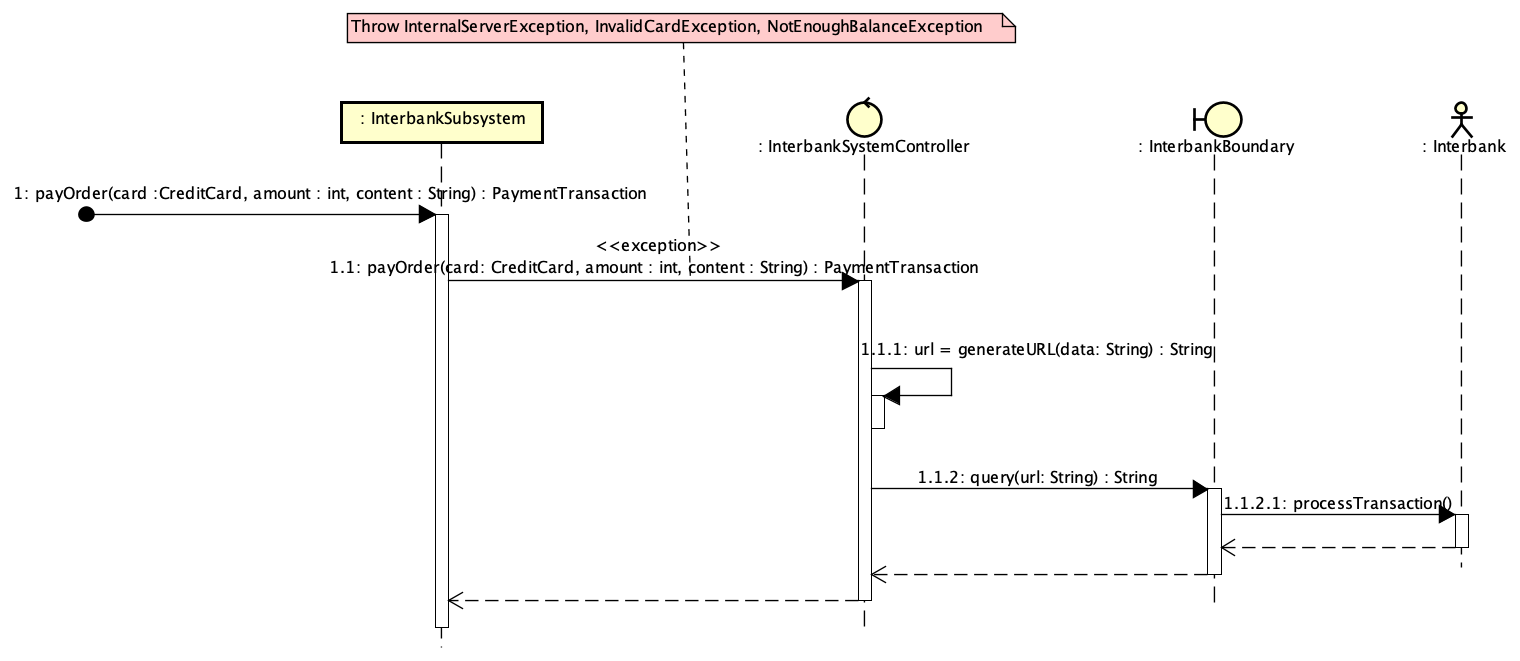 Throw InternalServerException, InvalidCardException, NotEnoughBalanceException
: InterbankSubsystem
: InterbankSystemController
: InterbankBoundary
: Interbank
1: payOrder(card :CreditCard, amount : int, content : String) : PaymentTransaction
<<exception>>
1.1: payOrder(card: CreditCard, amount : int, content : String) : PaymentTransaction
1.1.1: url = generateURL(data: String) : String
1.1.2: query(url: String) : String
1.1.2.1: processTransaction()